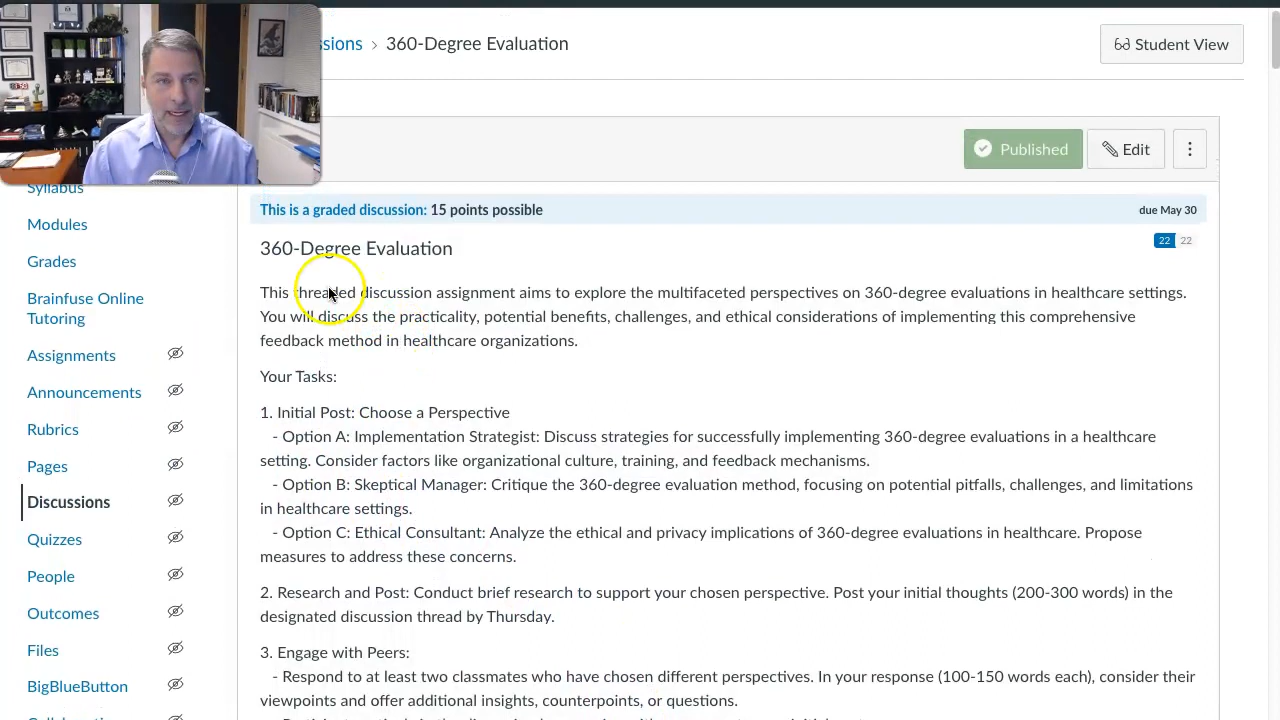 ssions > 360-Degree Evaluation
Student View
Published
Edit
Syllabus
Modules
Grades
Brainfuse Online
Tutoring
Assignments
Announcements
Rubrics
Pages
Discussions
Quizzes
People
Outcomes
Files
BigBlueButton
This is a graded discussion: 15 points possible
due May 30
360-Degree Evaluation
22 22
This threaded discussion assignment aims to explore the multifaceted perspectives on 360-degree evaluations in healthcare settings.
You will discuss the practicality, potential benefits, challenges, and ethical considerations of implementing this comprehensive
feedback method in healthcare organizations.
Your Tasks:
1. Initial Post: Choose a Perspective
- Option A: Implementation Strategist: Discuss strategies for successfully implementing 360-degree evaluations in a healthcare
setting. Consider factors like organizational culture, training, and feedback mechanisms.
- Option B: Skeptical Manager: Critique the 360-degree evaluation method, focusing on potential pitfalls, challenges, and limitations
in healthcare settings.
- Option C: Ethical Consultant: Analyze the ethical and privacy implications of 360-degree evaluations in healthcare. Propose
measures to address these concerns.
2. Research and Post: Conduct brief research to support your chosen perspective. Post your initial thoughts (200-300 words) in the
designated discussion thread by Thursday.
3. Engage with Peers:
- Respond to at least two classmates who have chosen different perspectives. In your response (100-150 words each), consider their
viewpoints and offer additional insights, counterpoints, or questions.